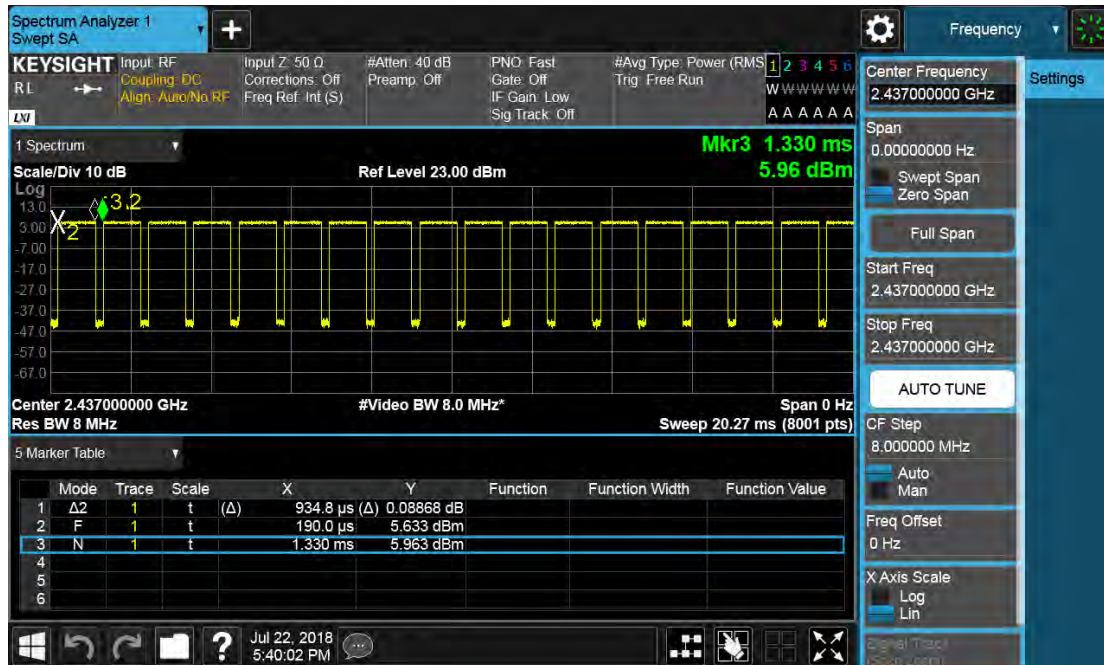 Spectrum Analyzer 1
Swept SA
+
Frequency
KEYSIGHT
RL
LXI
Input: RF
Coupling: DC
Align: Auto/No RF
Input Z: 50 Ω
Corrections: Off
Freq Ref: Int (S)
#Atten: 40 dB
Preamp: Off
PNO: Fast
Gate: Off
IF Gain: Low
Sig Track: Off
#Avg Type: Power (RMS
Trig: Free Run
1 2 3 4 5 6
W W W W W W
A A A A A A
Center Frequency
2.437000000 GHz
Settings
1 Spectrum
Mkr3 1.330 ms
5.96 dBm
Scale/Div 10 dB
Ref Level 23.00 dBm
Log
13.0
3.00
-7.00
-17.0
-27.0
-37.0
-47.0
-57.0
-67.0
X2
3,2
Center 2.437000000 GHz
#Video BW 8.0 MHz*
Span 0 Hz
Res BW 8 MHz
Sweep 20.27 ms (8001 pts)
Span
0.00000000 Hz
Swept Span
Zero Span
Full Span
Start Freq
2.437000000 GHz
Stop Freq
2.437000000 GHz
AUTO TUNE
CF Step
8.000000 MHz
Auto
Man
Freq Offset
0 Hz
X Axis Scale
Log
Lin
5 Marker Table
Mode Trace Scale X Y Function Function Width Function Value
1 Δ2 1 t (Δ) 934.8 µs (Δ) 0.08868 dB
2 F 1 t 190.0 µs 5.633 dBm
3 N 1 t 1.330 ms 5.963 dBm
4
5
6
?
Jul 22, 2018
5:40:02 PM